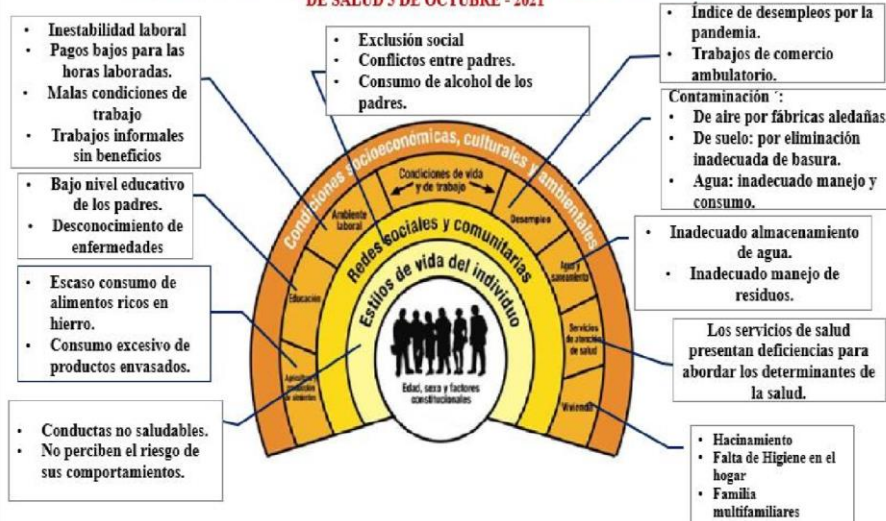 DE SALUD 3 DE OCTUBRE - 2021
• Inestabilidad laboral
• Pagos bajos para las
horas laboradas.
• Malas condiciones de
trabajo
• Trabajos informales
sin beneficios
• Exclusión social
• Conflictos entre padres.
• Consumo de alcohol de los
padres.
• Índice de desempleos por la
pandemia.
• Trabajos de comercio
ambulatorio.
Contaminación ´:
• De aire por fábricas aledañas
• De suelo: por eliminación
inadecuada de basura.
• Agua: inadecuado manejo y
consumo.
• Bajo nivel educativo
de los padres.
• Desconocimiento de
enfermedades
• Inadecuado almacenamiento
de agua.
• Inadecuado manejo de
residuos.
• Escaso consumo de
alimentos ricos en
hierro.
• Consumo excesivo de
productos envasados.
Los servicios de salud
presentan deficiencias para
abordar los determinantes de
la salud.
• Conductas no saludables.
• No perciben el riesgo de
sus comportamientos.
• Hacinamiento
• Falta de Higiene en el
hogar
• Familia
multifamiliares
Condiciones socioeconómicas, culturales y ambientales
Condiciones de vida
y de trabajo
Ambiente
laboral
Desempleo
Redes sociales y comunitarias
Educación
Agua y
saneamiento
Estilos de vida del individuo
Servicios
de atención
de salud
Agricultura y
producción
de alimentos
Vivienda
Edad, sexo y factores
constitucionales